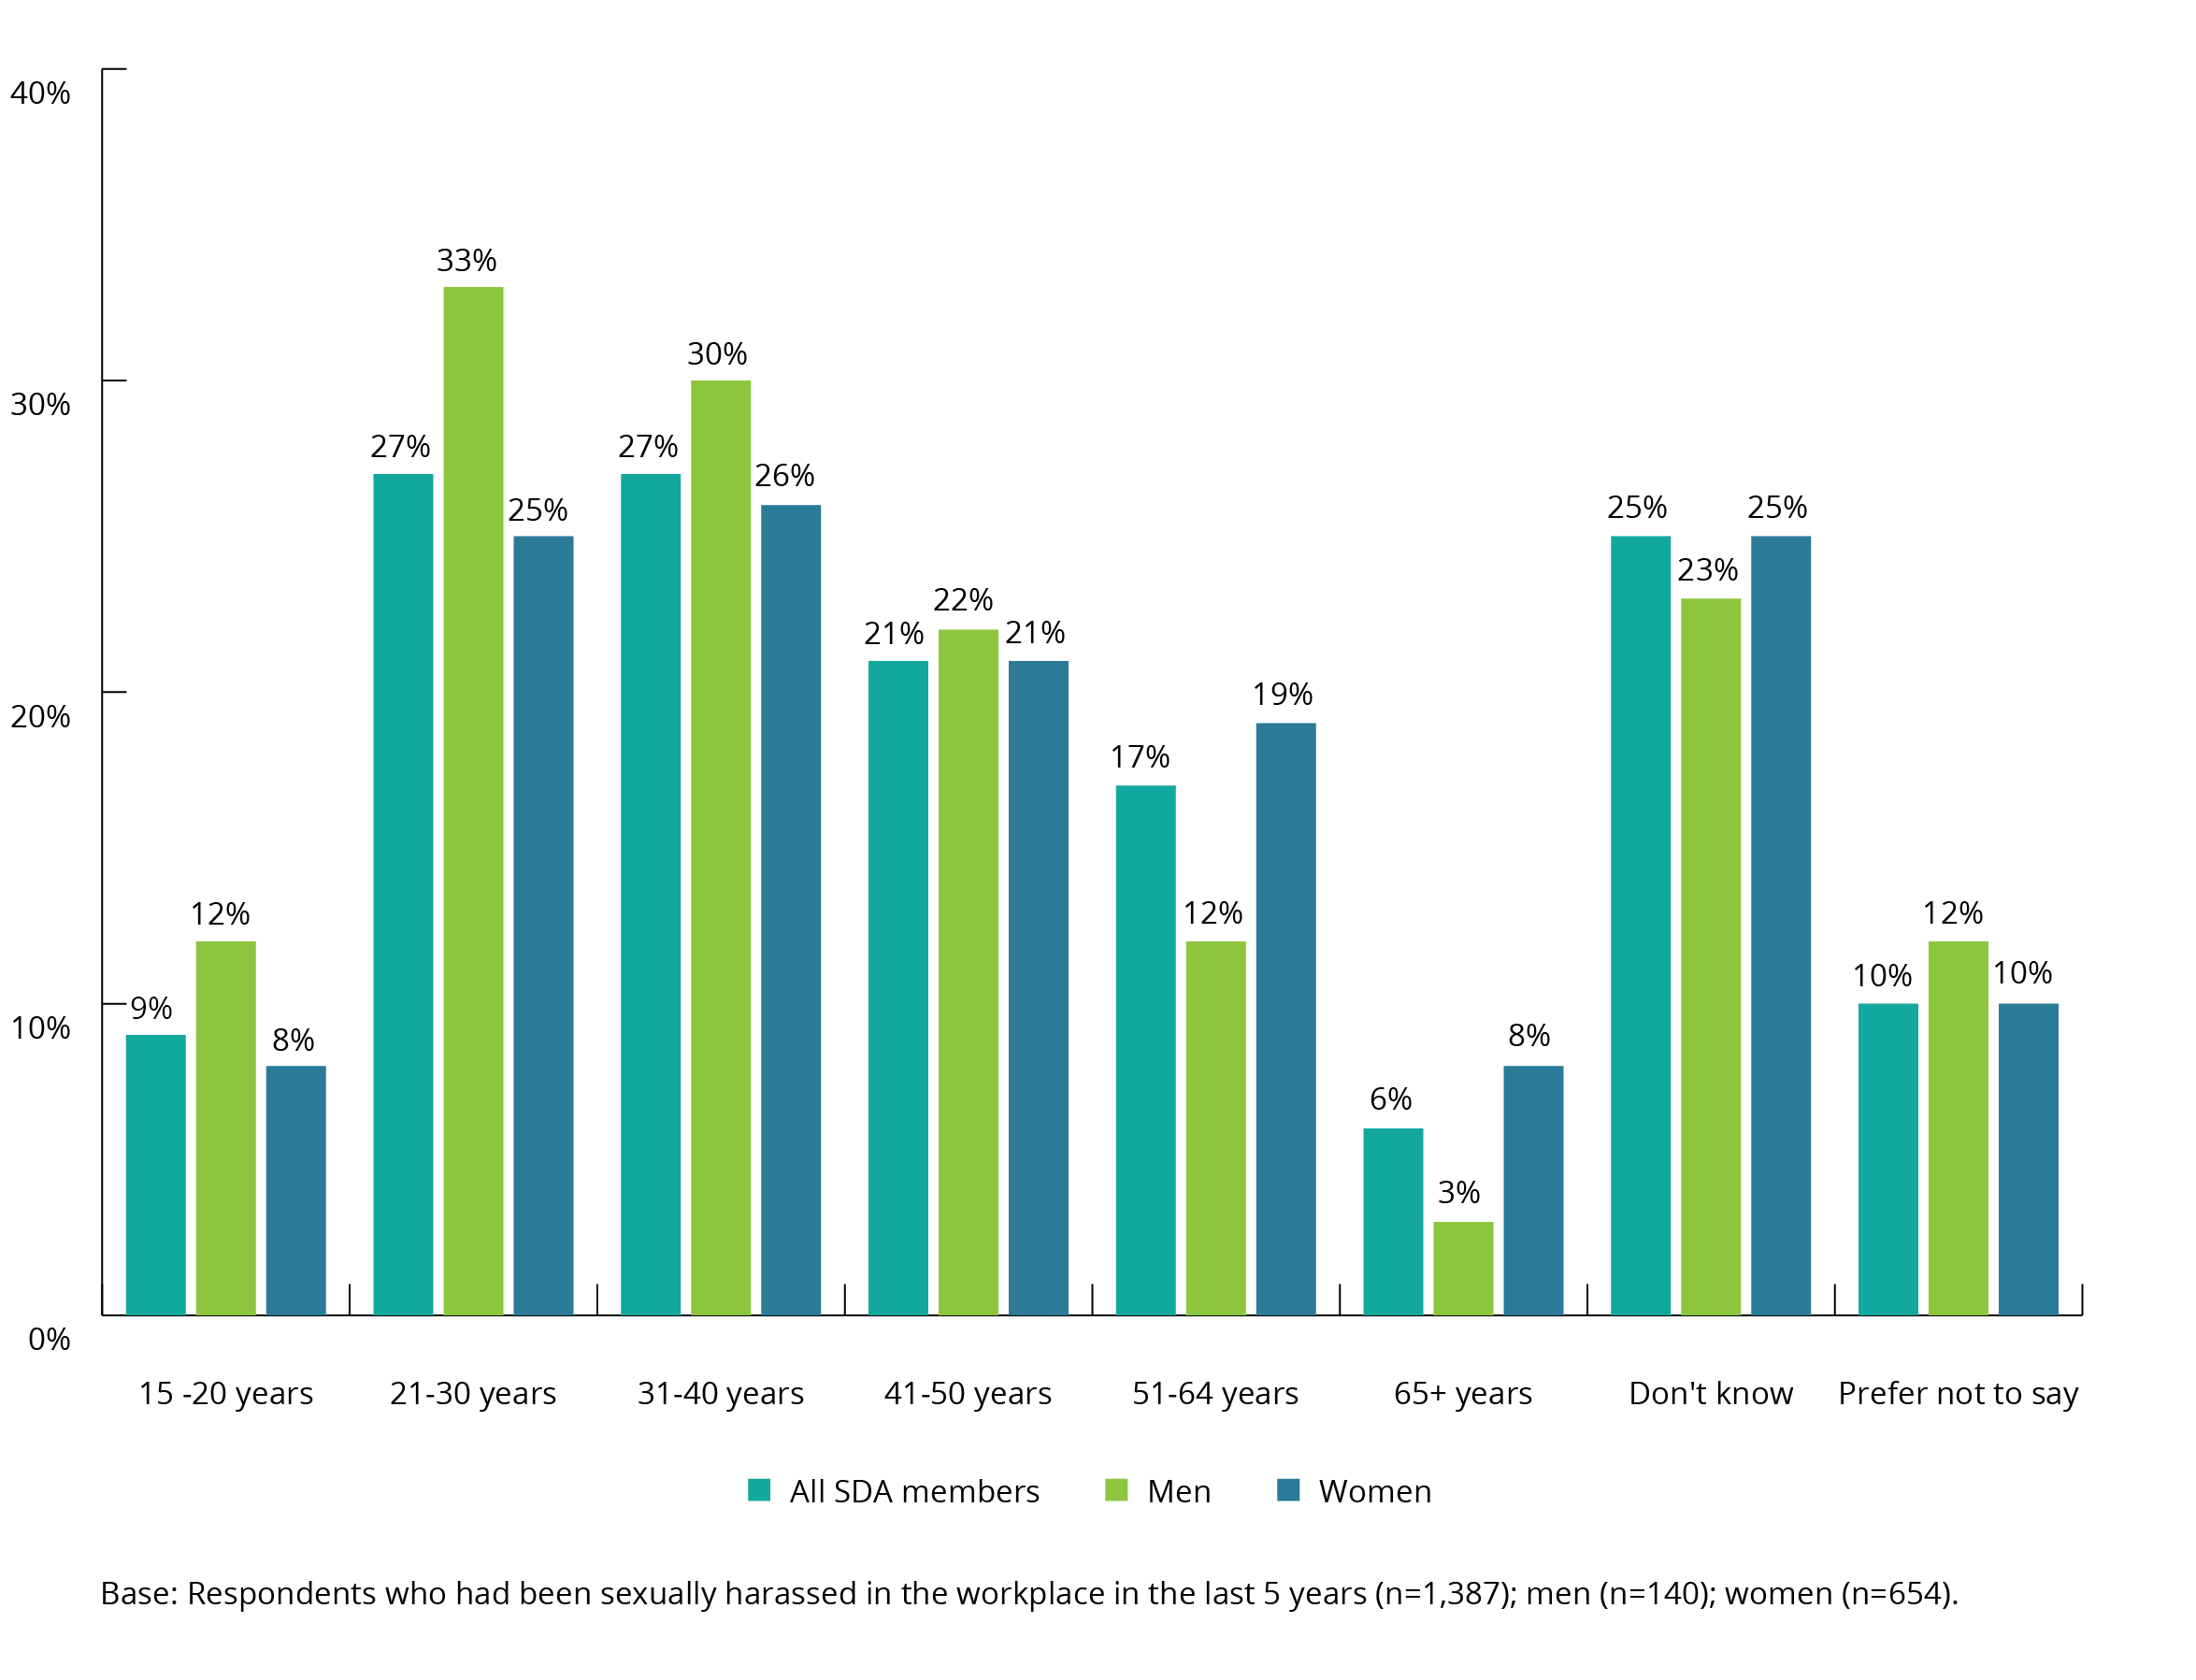 40%
30%
20%
10%
0%
9%
12%
8%
27%
33%
25%
27%
30%
26%
21%
22%
21%
17%
12%
19%
6%
3%
8%
25%
23%
25%
10%
12%
10%
15 -20 years
21-30 years
31-40 years
41-50 years
51-64 years
65+ years
Don't know
Prefer not to say
All SDA members
Men
Women
Base: Respondents who had been sexually harassed in the workplace in the last 5 years (n=1,387); men (n=140); women (n=654).